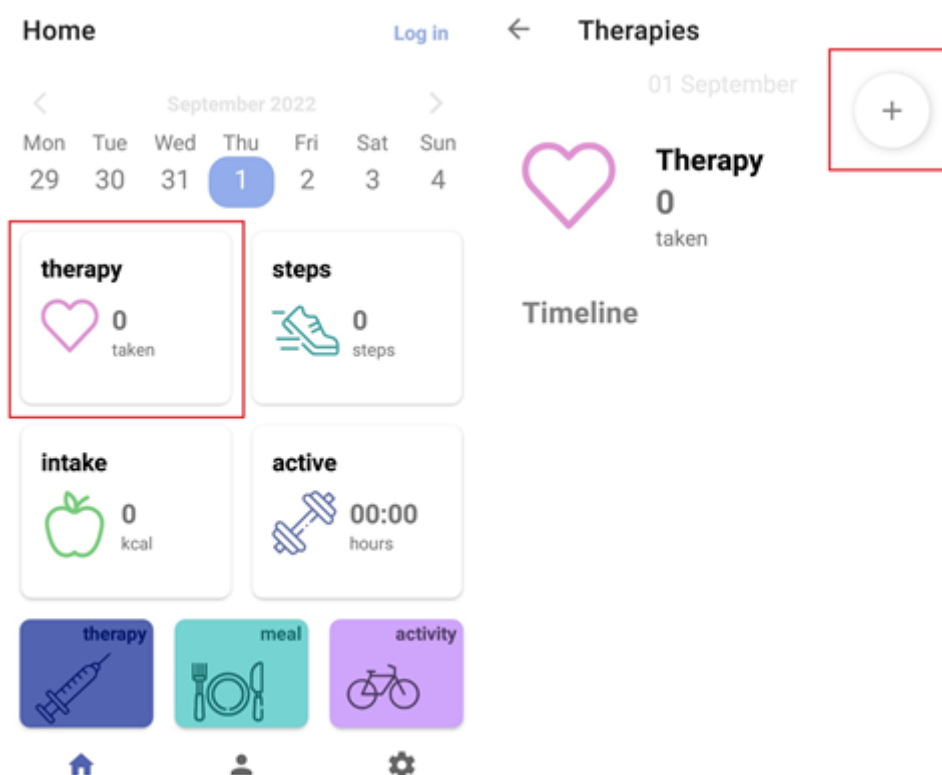 Home
Log in
September 2022
Mon Tue Wed Thu Fri Sat Sun
29 30 31 1 2 3 4
therapy
0
taken
steps
0
steps
intake
0
kcal
active
00:00
hours
therapy
meal
activity
Therapies
01 September
+
Therapy
0
taken
Timeline